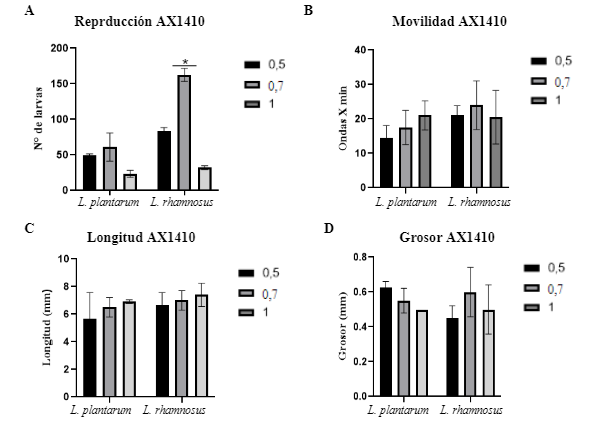 A
Reprducción AX1410
N° de larvas
200
150
100
50
0
*
0,5
0,7
1
L. plantarum L. rhamnosus
B
Movilidad AX1410
Ondas X min
40
30
20
10
0
0,5
0,7
1
L. plantarum L. rhamnosus
C
Longitud AX1410
Longitud (mm)
10
8
6
4
2
0
0,5
0,7
1
L. plantarum L. rhamnosus
D
Grosor AX1410
Grosor (mm)
0.8
0.6
0.4
0.2
0.0
0,5
0,7
1
L. plantarum L. rhamnosus